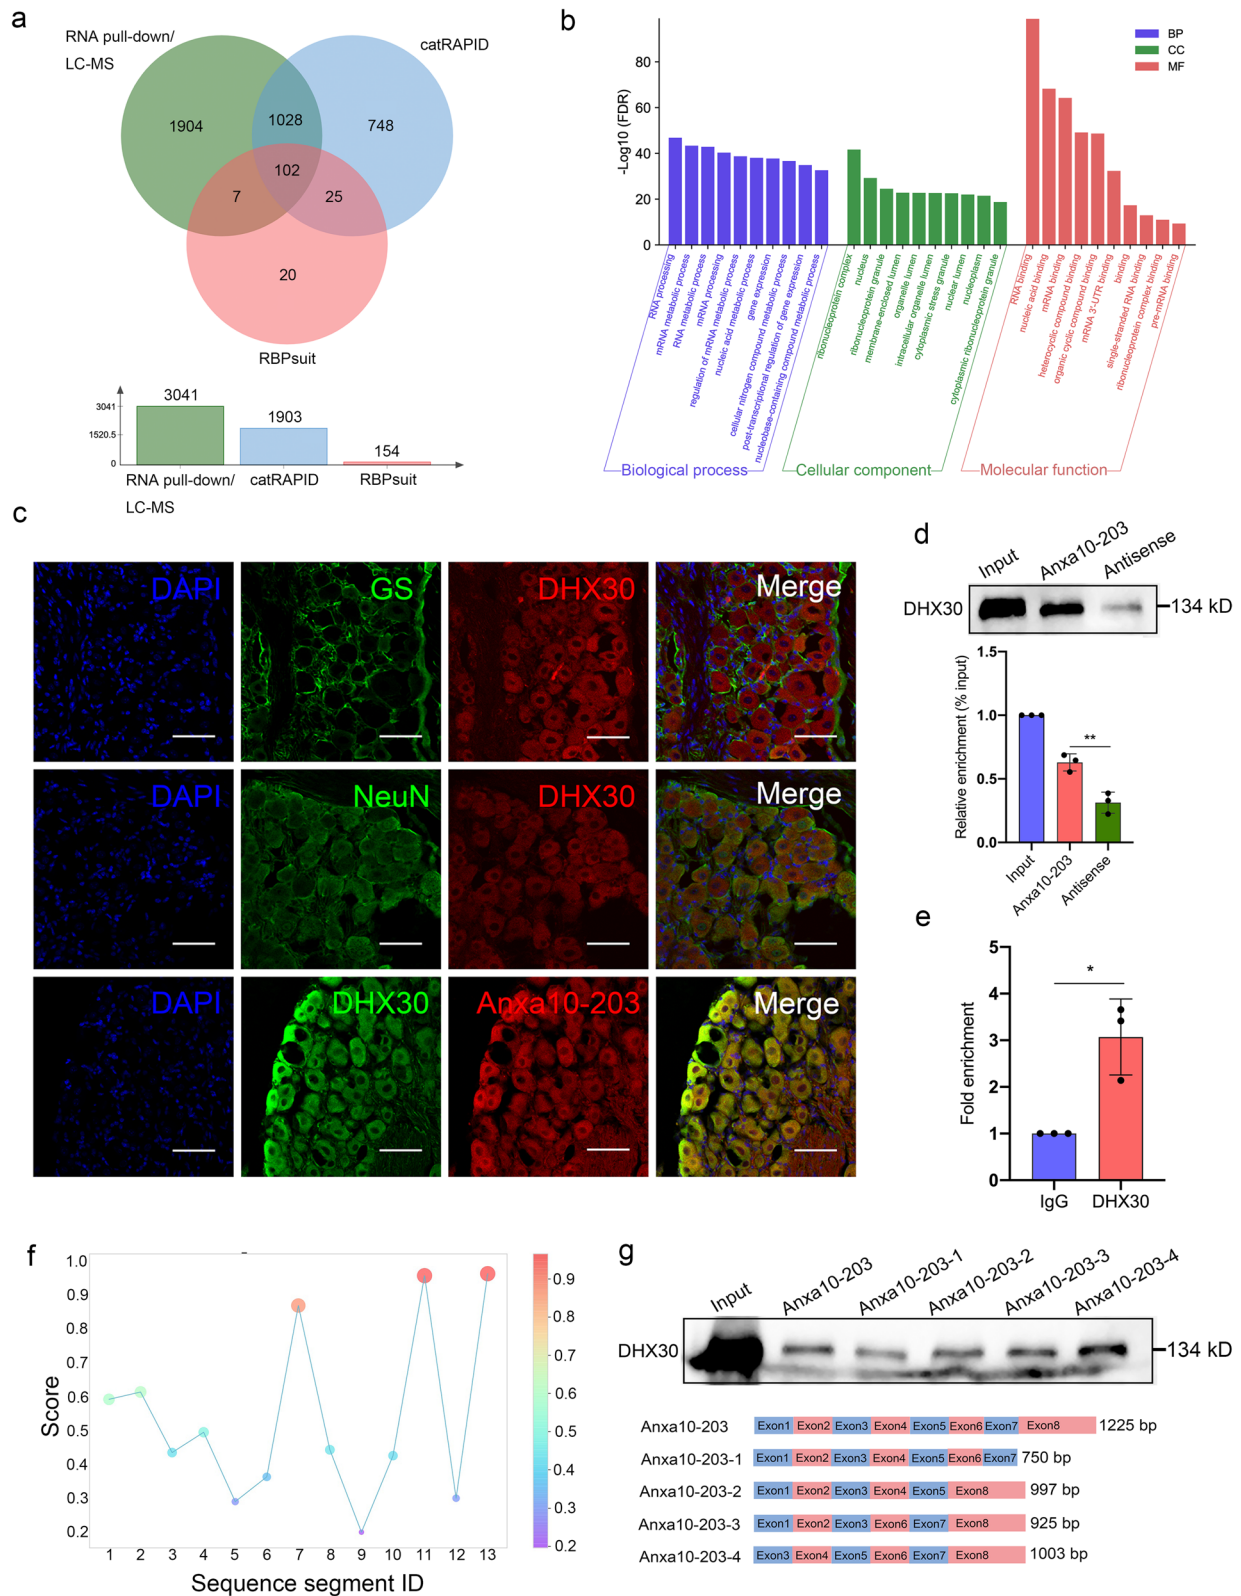 a
RNA pull-down/
LC-MS
catRAPID
1904
1028
748
102
7
25
20
RBPsuit
3041
1903
154
3041
1520.5
0
RNA pull-down/
LC-MS
catRAPID
RBPsuit
b
-Log10 (FDR)
80
60
40
20
0
BP
CC
MF
RNA processing
mRNA metabolic process
RNA metabolic process
mRNA processing
regulation of mRNA metabolic process
nucleic acid metabolic process
gene expression
cellular nitrogen compound metabolic process
post-transcriptional regulation of gene expression
nucleobase-containing compound metabolic process
ribonucleoprotein complex
nucleus
ribonucleoprotein granule
membrane-enclosed lumen
organelle lumen
intracellular organelle lumen
cytoplasmic stress granule
nuclear lumen
nucleoplasm
cytoplasmic ribonucleoprotein granule
RNA binding
nucleic acid binding
mRNA binding
heterocyclic compound binding
organic cyclic compound binding
mRNA 3'-UTR binding
binding
single-stranded RNA binding
ribonucleoprotein complex binding
pre-mRNA binding
Biological process
Cellular component
Molecular function
c
DAPI
GS
DHX30
Merge
DAPI
NeuN
DHX30
Merge
DAPI
DHX30
Anxa10-203
Merge
d
Input
Anxa10-203
Antisense
DHX30
134 kD
Relative enrichment (% input)
1.5
1.0
0.5
0.0
**
Input
Anxa10-203
Antisense
e
Fold enrichment
5
4
3
2
1
0
*
IgG
DHX30
f
Score
1.0
0.9
0.8
0.7
0.6
0.5
0.4
0.3
0.2
1 2 3 4 5 6 7 8 9 10 11 12 13
Sequence segment ID
0.9
0.8
0.7
0.6
0.5
0.4
0.3
0.2
g
Input
Anxa10-203
Anxa10-203-1
Anxa10-203-2
Anxa10-203-3
Anxa10-203-4
DHX30
134 kD
Anxa10-203 Exon1 Exon2 Exon3 Exon4 Exon5 Exon6 Exon7 Exon8 1225 bp
Anxa10-203-1 Exon1 Exon2 Exon3 Exon4 Exon5 Exon6 Exon7 750 bp
Anxa10-203-2 Exon1 Exon2 Exon3 Exon4 Exon5 Exon8 997 bp
Anxa10-203-3 Exon1 Exon2 Exon3 Exon6 Exon7 Exon8 925 bp
Anxa10-203-4 Exon3 Exon4 Exon5 Exon6 Exon7 Exon8 1003 bp